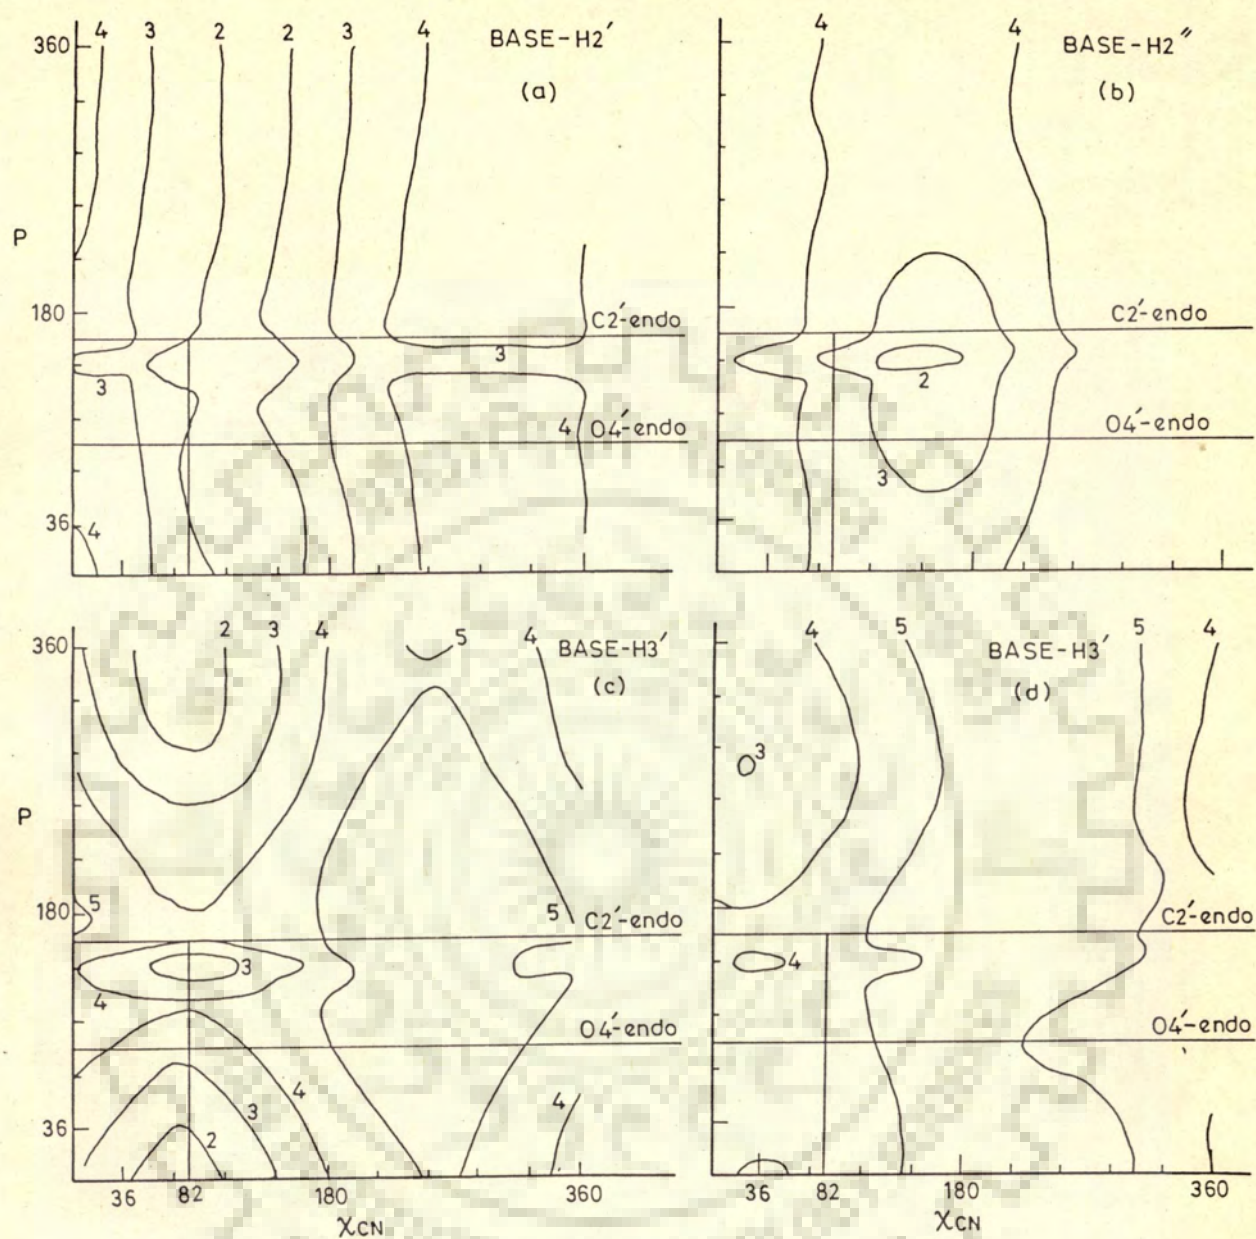 4 3 2 2 3 4 BASE-H2′
360
(a)
P
180
C2′-endo
3
3
4 O4′-endo
36
4
4 4 BASE-H2″
(b)
C2′-endo
2
O4′-endo
3
2 3 4 5 4 BASE-H3′
360
(c)
P
5
180
5 C2′-endo
3
4
O4′-endo
4
4
3
36
2
36 82 180 360
χCN
4 5 5 4
BASE-H3′
(d)
3
C2′-endo
4
O4′-endo
36 82 180 360
χCN